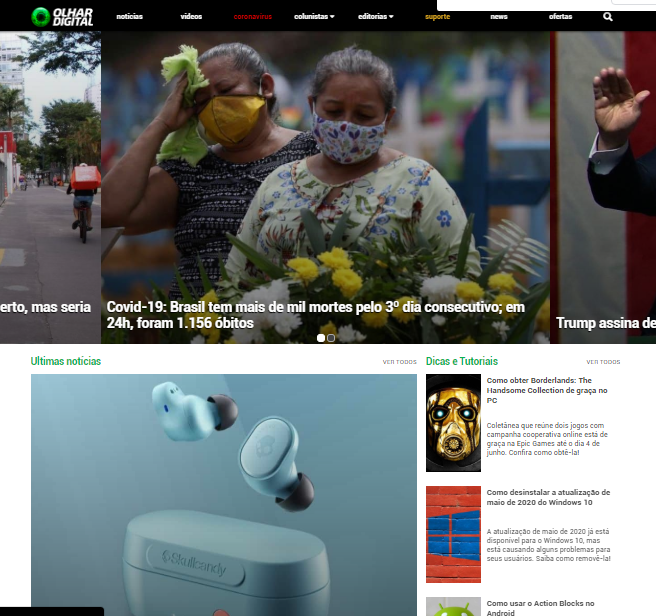 OLHAR
DIGITAL
notícias
vídeos
coronavírus
colunistas
editorias
suporte
news
ofertas
erto, mas seria
Covid-19: Brasil tem mais de mil mortes pelo 3º dia consecutivo; em
24h, foram 1.156 óbitos
Trump assina de
Últimas notícias
VER TODOS
Dicas e Tutoriais
VER TODOS
Skullcandy
Como obter Borderlands: The
Handsome Collection de graça no
PC
Coletânea que reúne dois jogos com
campanha cooperativa online está de
graça na Epic Games até o dia 4 de
junho. Confira como obtê-la!
Como desinstalar a atualização de
maio de 2020 do Windows 10
A atualização de maio de 2020 já está
disponível para o Windows 10, mas
está causando alguns problemas para
seus usuários. Saiba como removê-la!
Como usar o Action Blocks no
Android